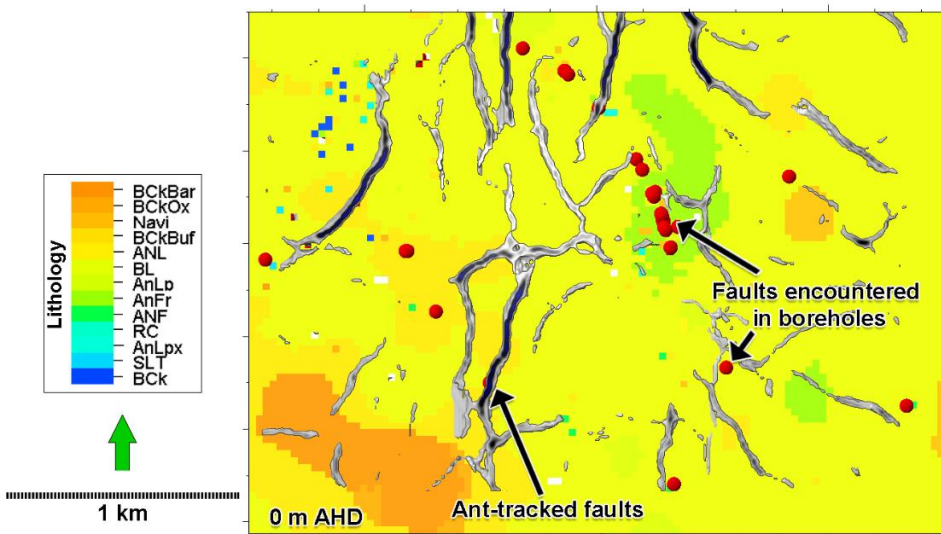 Lithology
BCkBar
BCkOx
Navi
BCkBuf
ANL
BL
AnLp
AnFr
ANF
RC
AnLpx
SLT
BCk
1 km
Faults encountered
in boreholes
Ant-tracked faults
0 m AHD